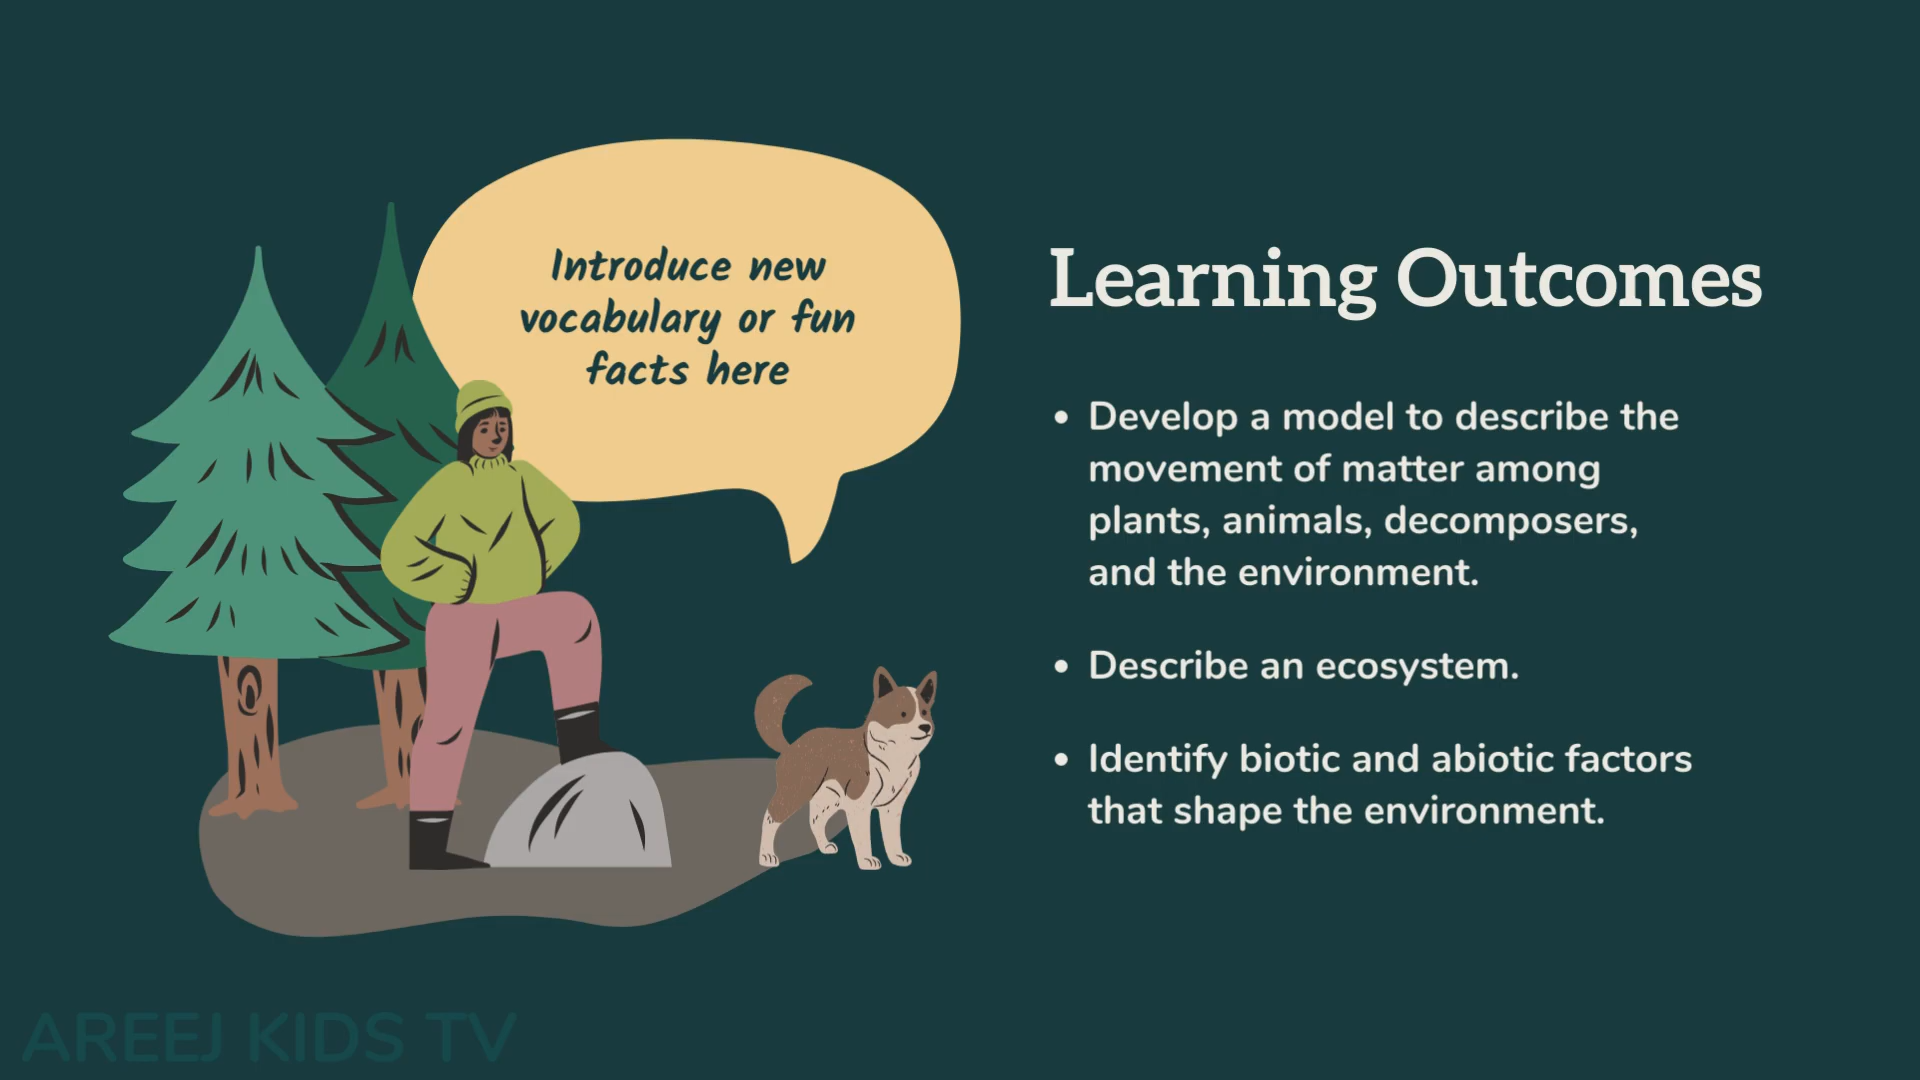 Introduce new
vocabulary or fun
facts here
Learning Outcomes
• Develop a model to describe the
movement of matter among
plants, animals, decomposers,
and the environment.
• Describe an ecosystem.
• Identify biotic and abiotic factors
that shape the environment.
AREEJ KIDS TV